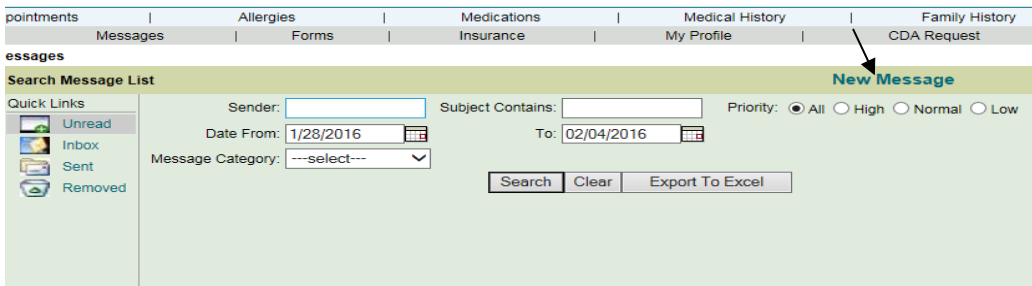 pointments | Allergies | Medications | Medical History | Family History
Messages | Forms | Insurance | My Profile | CDA Request
essages
Search Message List New Message
Quick Links
Unread
Inbox
Sent
Removed
Sender: Subject Contains: Priority: All High Normal Low
Date From: 1/28/2016 To: 02/04/2016
Message Category: ---select---
Search Clear Export To Excel